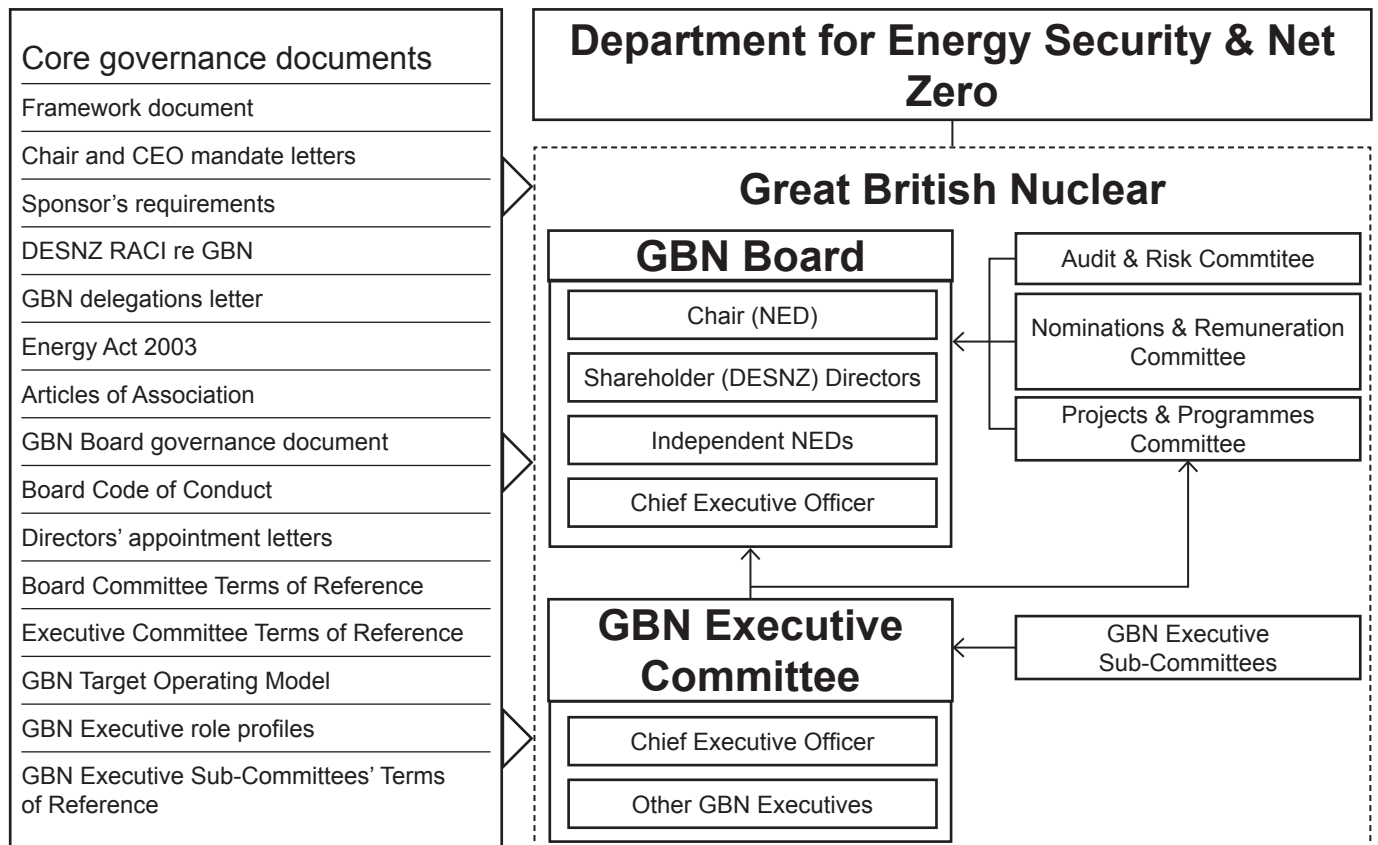 Core governance documents
Framework document
Chair and CEO mandate letters
Sponsor’s requirements
DESNZ RACI re GBN
GBN delegations letter
Energy Act 2003
Articles of Association
GBN Board governance document
Board Code of Conduct
Directors’ appointment letters
Board Committee Terms of Reference
Executive Committee Terms of Reference
GBN Target Operating Model
GBN Executive role profiles
GBN Executive Sub-Committees’ Terms
of Reference
Department for Energy Security & Net
Zero
Great British Nuclear
GBN Board
Chair (NED)
Shareholder (DESNZ) Directors
Independent NEDs
Chief Executive Officer
Audit & Risk Commtitee
Nominations & Remuneration
Committee
Projects & Programmes
Committee
GBN Executive
Committee
Chief Executive Officer
Other GBN Executives
GBN Executive
Sub-Committees